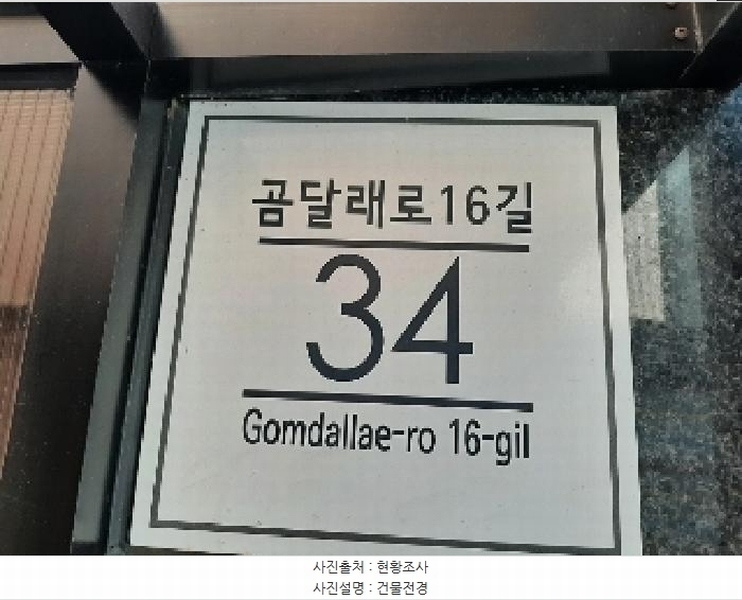 곰달래로16길
34
Gomdallae-ro 16-gil
사진출처 : 현황조사
사진설명 : 건물전경